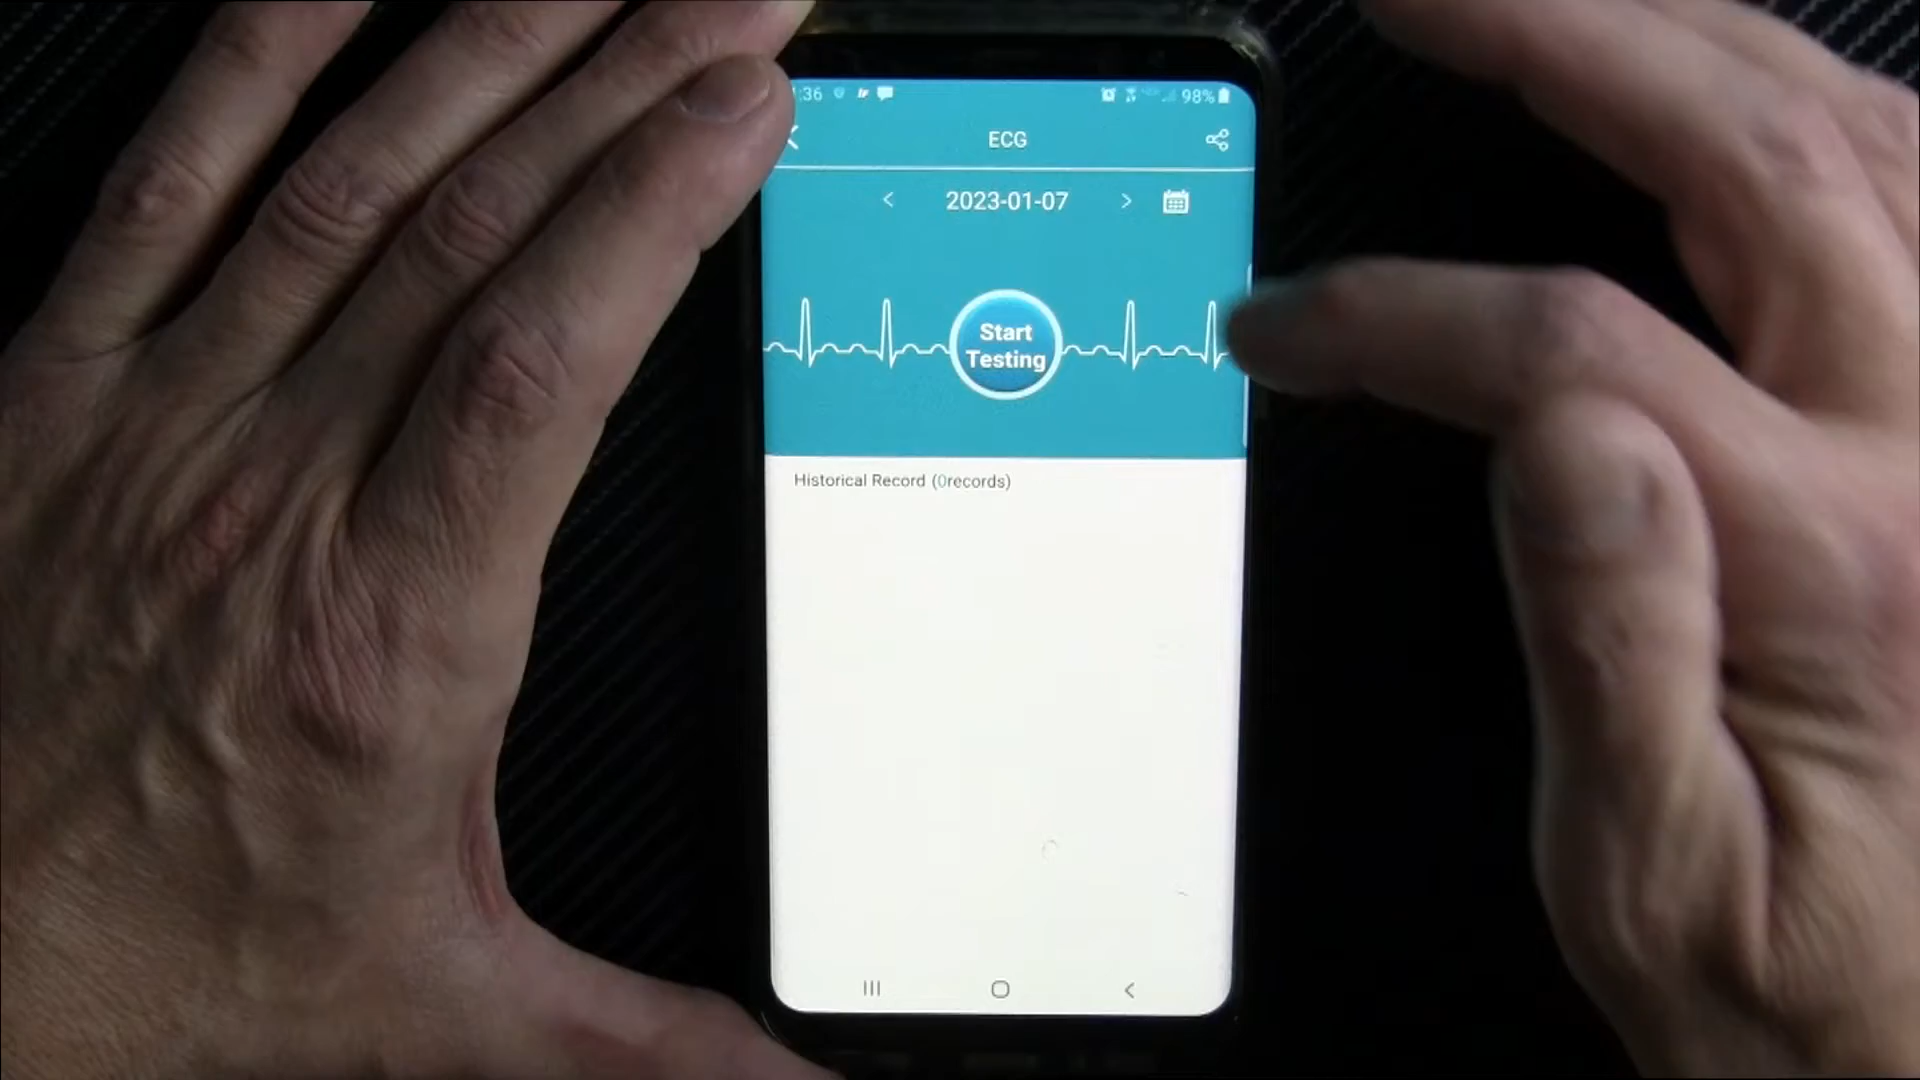 :36 98%
ECG
2023-01-07
Start
Testing
Historical Record (0records)